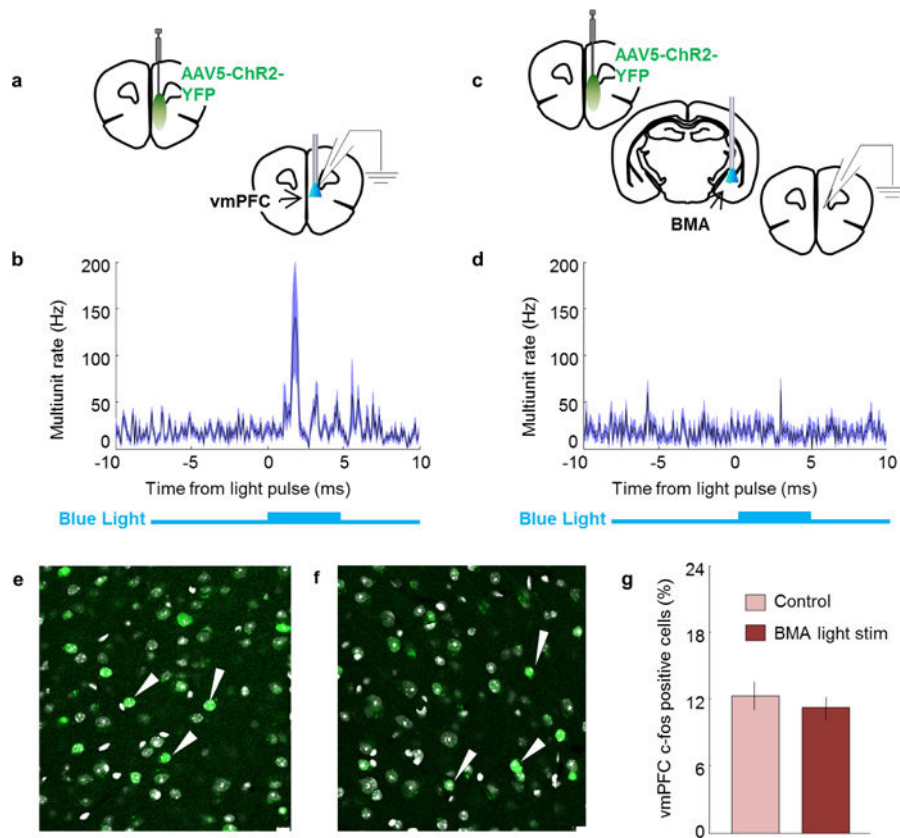 a
AAV5-ChR2-
YFP
vmPFC
c
AAV5-ChR2-
YFP
BMA
b
200
150
100
50
0
Multiunit rate (Hz)
-10 -5 0 5 10
Time from light pulse (ms)
Blue Light
d
200
150
100
50
0
Multiunit rate (Hz)
-10 -5 0 5 10
Time from light pulse (ms)
Blue Light
e
f
g
24
18
12
6
0
vmPFC c-fos positive cells (%)
Control
BMA light stim